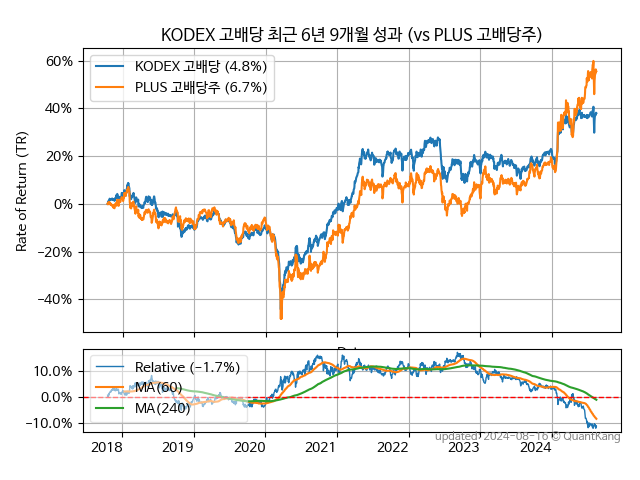 KODEX 고배당 최근 6년 9개월 성과 (vs PLUS 고배당주)
Rate of Return (TR)
60%
40%
20%
0%
−20%
−40%
KODEX 고배당 (4.8%)
PLUS 고배당주 (6.7%)
10.0%
0.0%
−10.0%
Relative (−1.7%)
MA(60)
MA(240)
2018 2019 2020 2021 2022 2023 2024
updated: 2024-08-16 © QuantKang